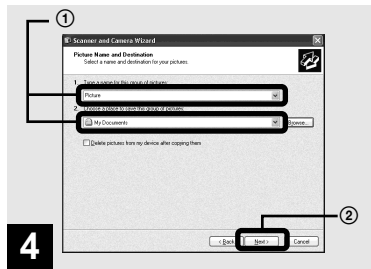 ①
Scanner and Camera Wizard
Picture Name and Destination
Select a name and destination for your pictures.
1. Type a name for this group of pictures:
Picture
2. Choose a place to save this group of pictures:
My Documents
Browse...
Delete pictures from my device after copying them
②
4
< Back
Next >
Cancel